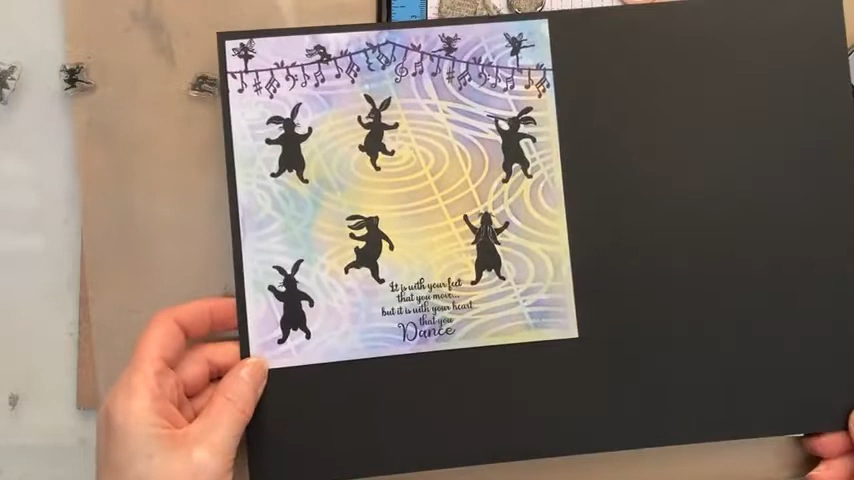 It is with your feet
that you move...
but it is with your heart
that you
Dance